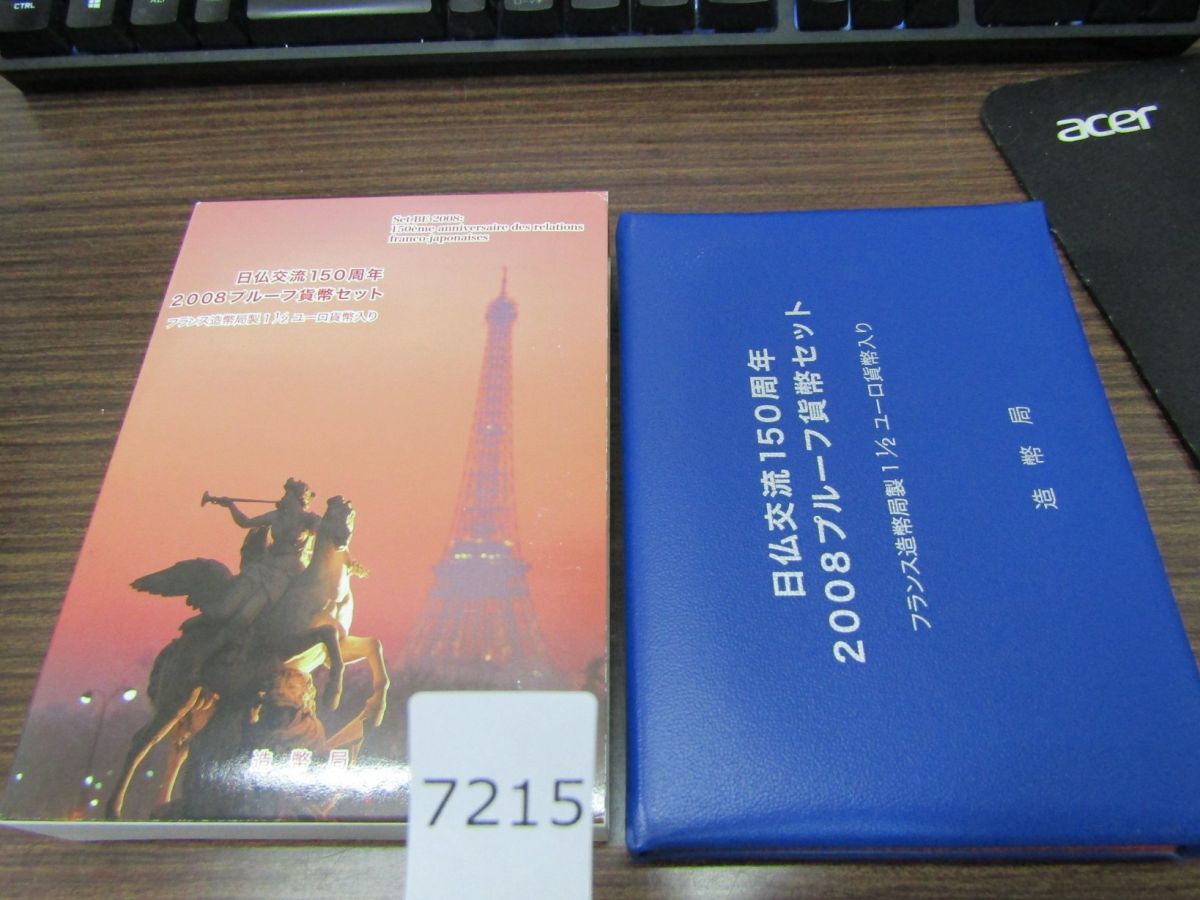 CTRL
ALT
acer
Set BE 2008:
150ème anniversaire des relations
franco-japonaises
日仏交流150周年
2008プルーフ貨幣セット
フランス造幣局製 1 ½ ユーロ貨幣入り
造幣局
7215
日仏交流150周年
2008プルーフ貨幣セット
フランス造幣局製 1 ½ ユーロ貨幣入り
造幣局